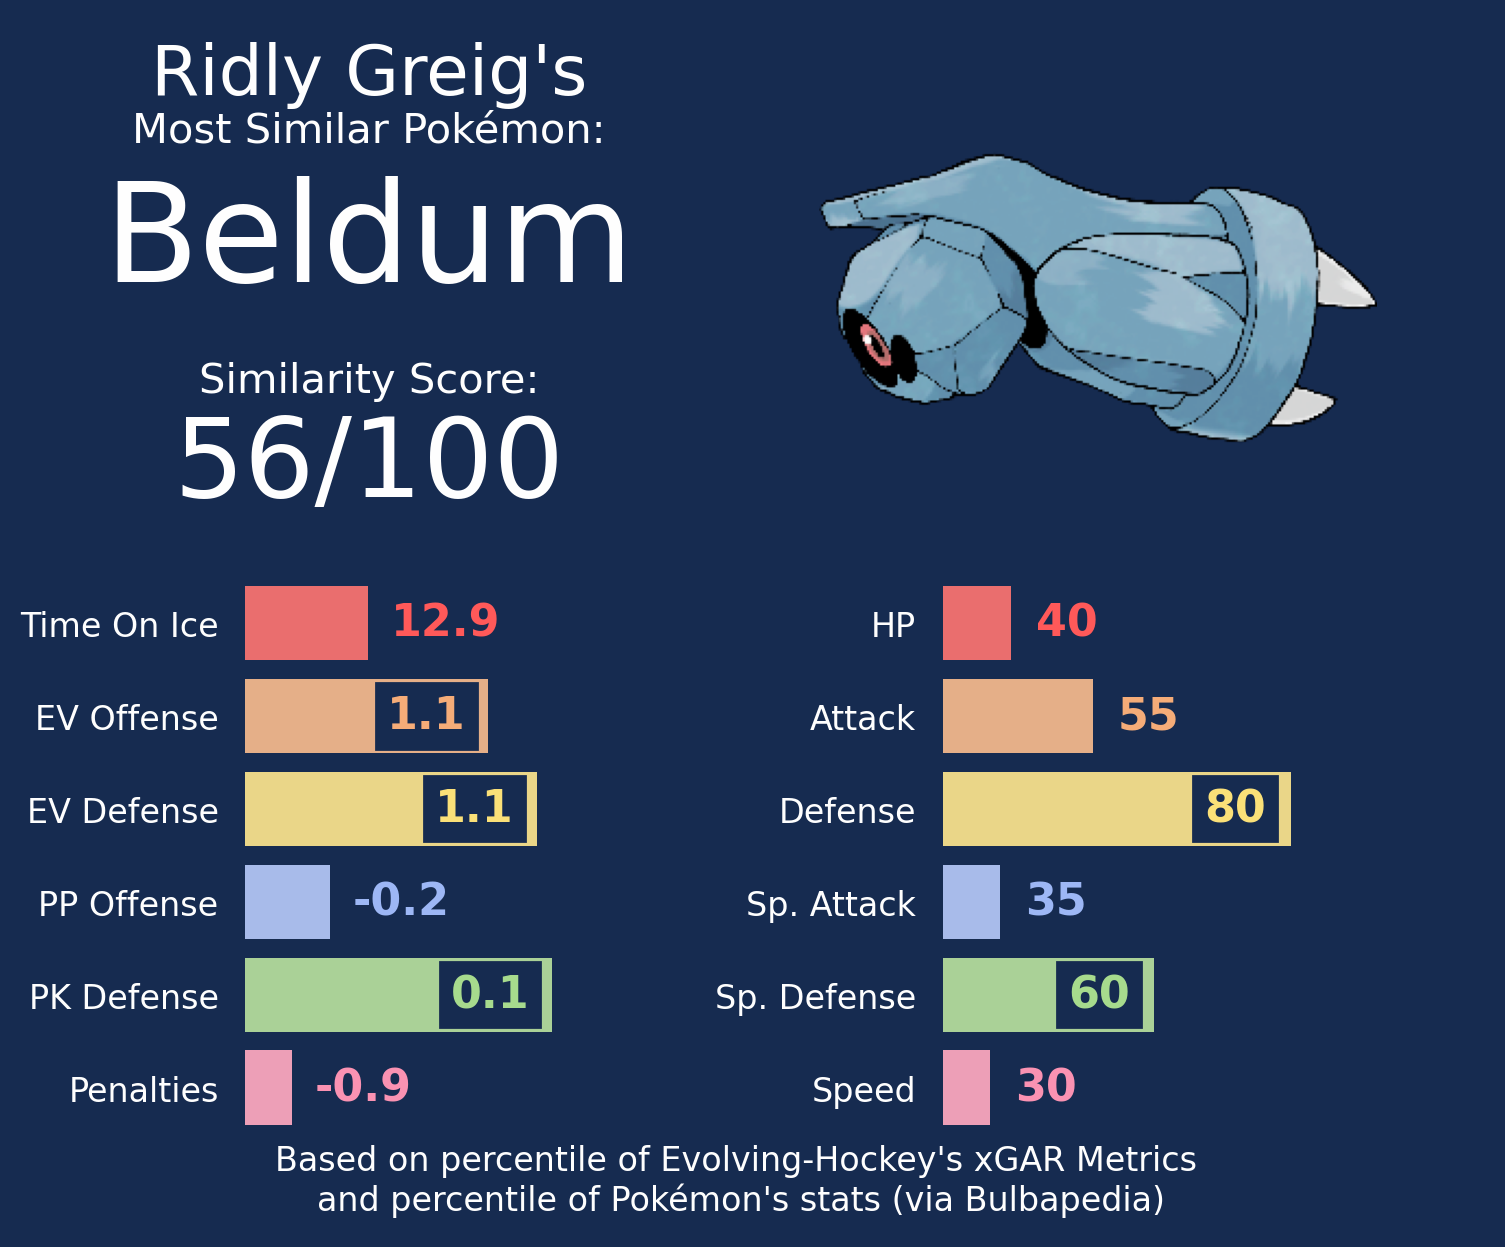 Ridly Greig's
Most Similar Pokémon:
Beldum
Similarity Score:
56/100
Time On Ice 12.9
EV Offense 1.1
EV Defense 1.1
PP Offense -0.2
PK Defense 0.1
Penalties -0.9
HP 40
Attack 55
Defense 80
Sp. Attack 35
Sp. Defense 60
Speed 30
Based on percentile of Evolving-Hockey's xGAR Metrics
and percentile of Pokémon's stats (via Bulbapedia)